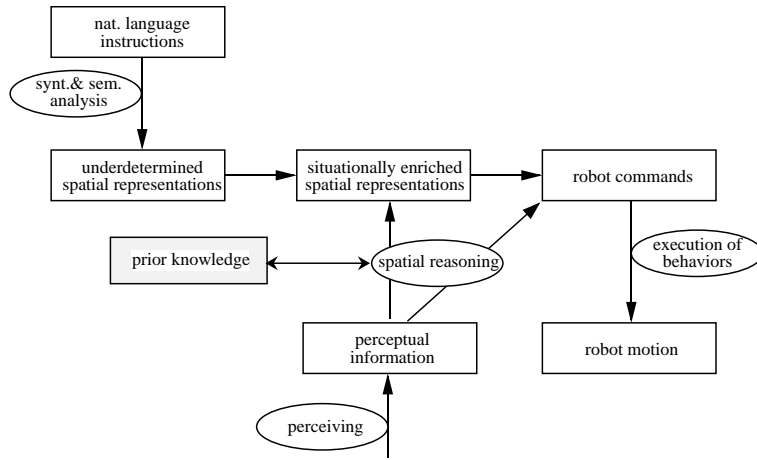 nat. language
instructions
synt.& sem.
analysis
underdetermined
spatial representations
situationally enriched
spatial representations
robot commands
prior knowledge
spatial reasoning
execution of
behaviors
perceptual
information
robot motion
perceiving